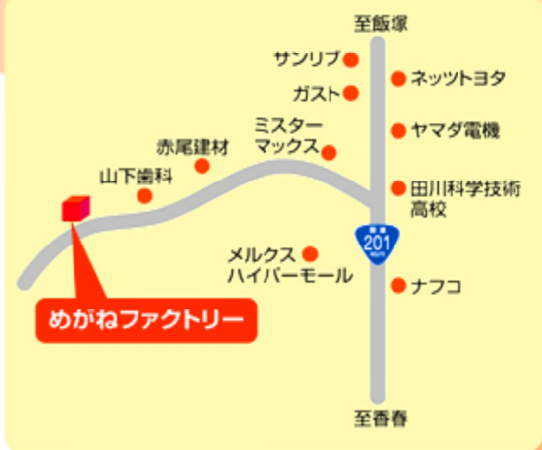 至飯塚
サンリブ
ネッツトヨタ
ガスト
ミスター
マックス
ヤマダ電機
赤尾建材
山下歯科
田川科学技術
高校
201
メルクス
ハイパーモール
ナフコ
めがねファクトリー
至香春